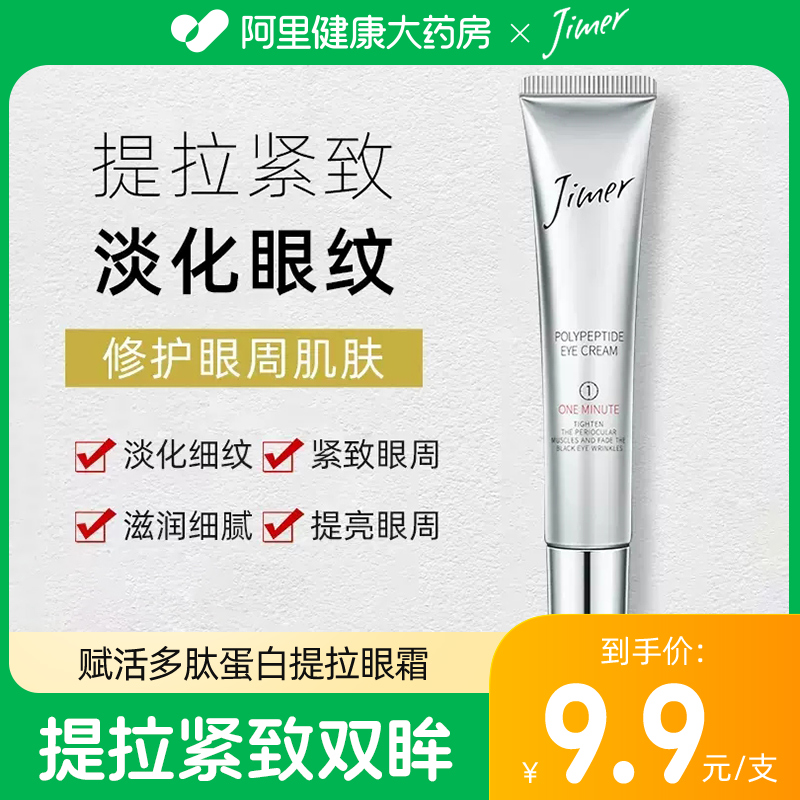 阿里健康大药房 × Jimer
提拉紧致
淡化眼纹
修护眼周肌肤
淡化细纹 紧致眼周
滋润细腻 提亮眼周
Jimer
POLYPEPTIDE
EYE CREAM
1
ONE MINUTE
TIGHTEN
THE PERIOCULAR
MUSCLES AND FADE THE
BLACK EYE WRINKLES
赋活多肽蛋白提拉眼霜
提拉紧致双眸
到手价:
¥9.9元/支